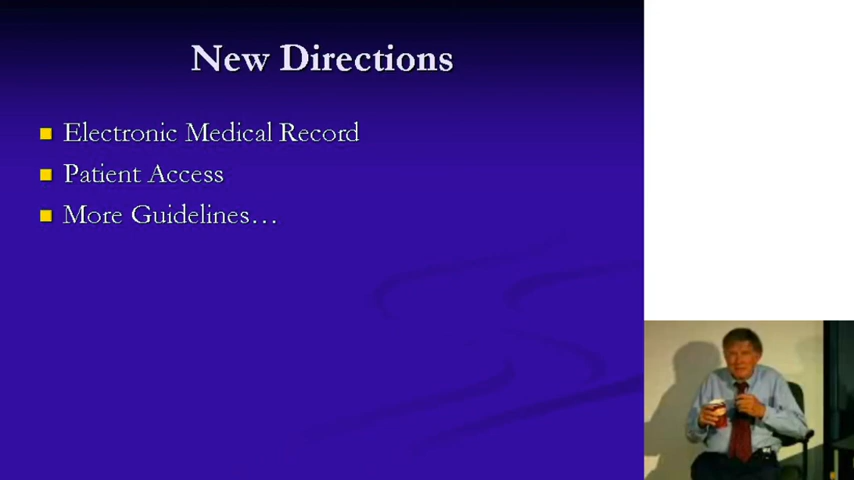 New Directions
Electronic Medical Record
Patient Access
More Guidelines…